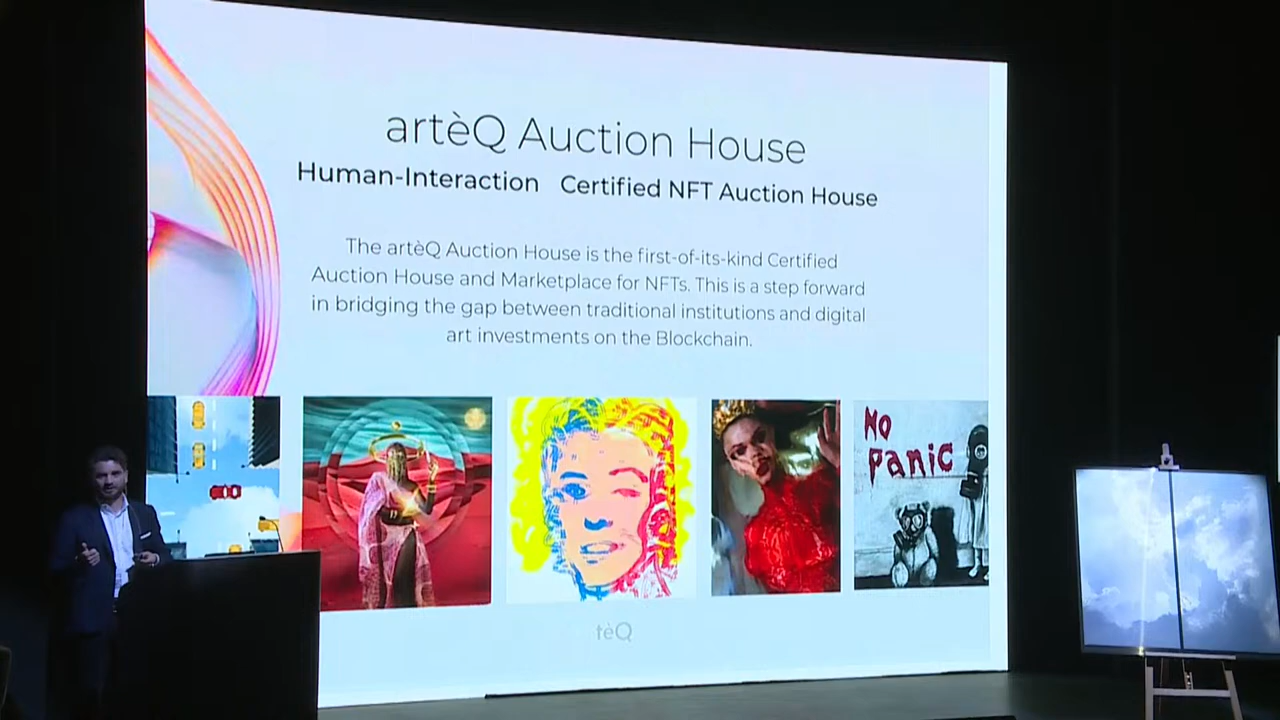 artèQ Auction House
Human-Interaction Certified NFT Auction House
The artèQ Auction House is the first-of-its-kind Certified
Auction House and Marketplace for NFTs. This is a step forward
in bridging the gap between traditional institutions and digital
art investments on the Blockchain.
No
Panic
tèQ